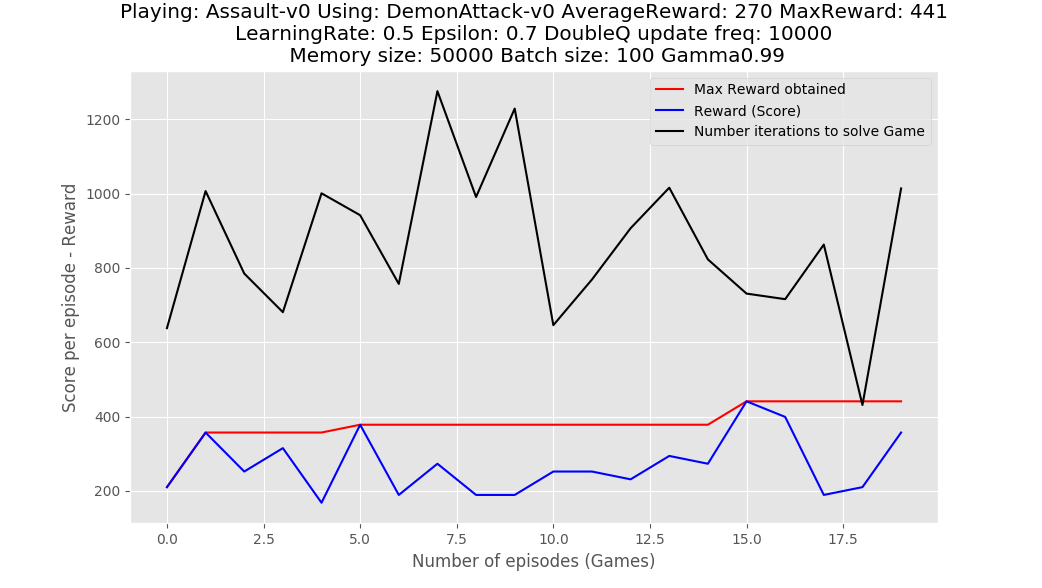 Playing: Assault-v0 Using: DemonAttack-v0 AverageReward: 270 MaxReward: 441
LearningRate: 0.5 Epsilon: 0.7 DoubleQ update freq: 10000
Memory size: 50000 Batch size: 100 Gamma0.99
Max Reward obtained
Reward (Score)
Number iterions to solve Game
Score per episode - Reward
1200
1000
800
600
400
200
0.0 2.5 5.0 7.5 10.0 12.5 15.0 17.5
Number of episodes (Games)